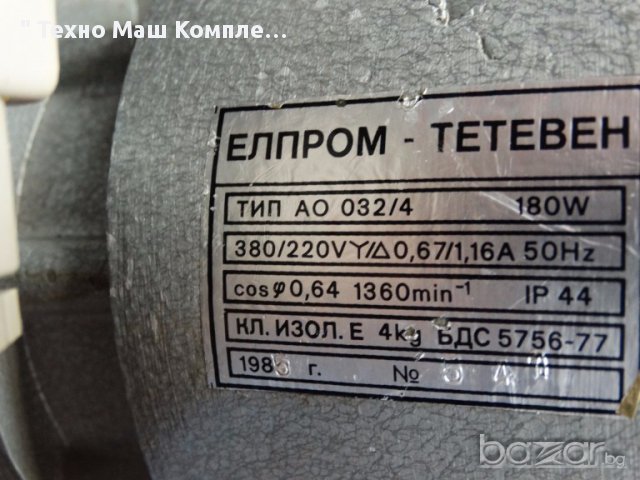 " Техно Маш Компле...
ЕЛПРОМ - ТЕТЕВЕН
ТИП АО 032/4 180W
380/220V Y/Δ 0,67/1,16A 50Hz
cosφ 0,64 1360min⁻¹ IP 44
КЛ. ИЗОЛ. Е 4kg БДС 5756-77
г. №
bazar.bg